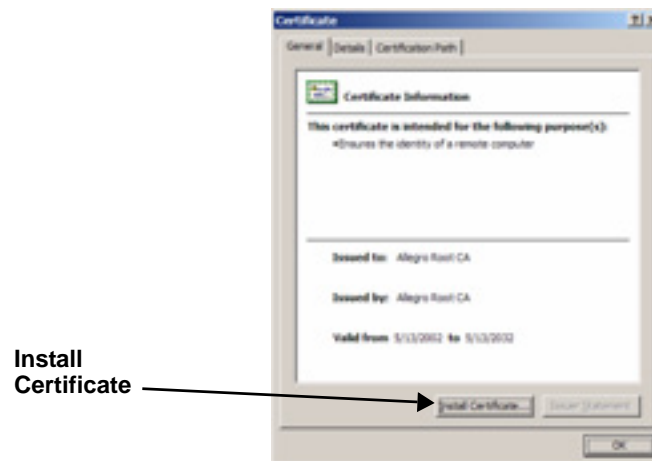 Certificate
General Details Certification Path
Certificate Information
This certificate is intended for the following purpose(s):
•Ensures the identity of a remote computer
Issued to: Allegro Root CA
Issued by: Allegro Root CA
Valid from 5/13/2002 to 5/13/2032
Install
Certificate
Install Certificate... Issuer Statement
OK